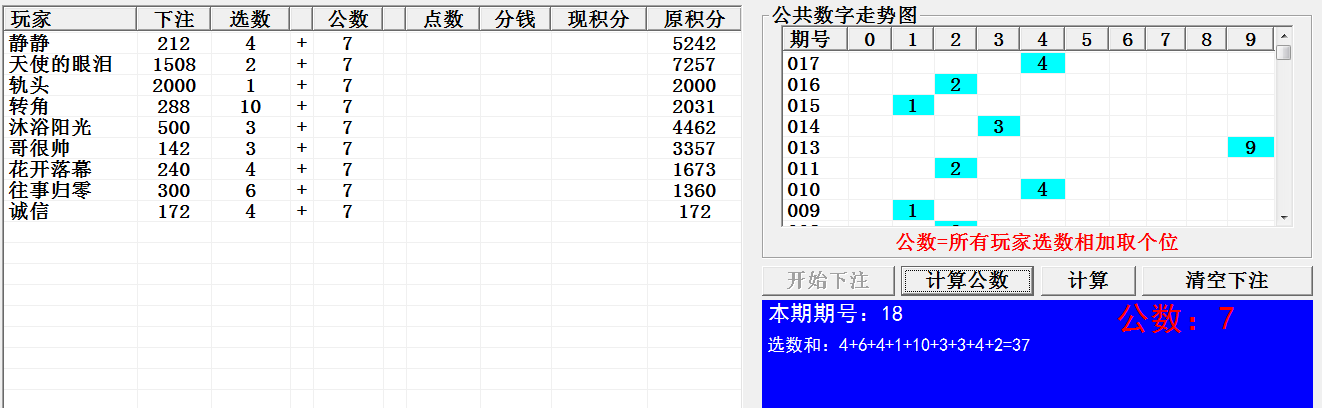 玩家 下注 选数 公数 点数 分钱 现积分 原积分
静静 212 4 + 7 5242
天使的眼泪 1508 2 + 7 7257
轨头 2000 1 + 7 2000
转角 288 10 + 7 2031
沐浴阳光 500 3 + 7 4462
哥很帅 142 3 + 7 3357
花开落幕 240 4 + 7 1673
往事归零 300 6 + 7 1360
诚信 172 4 + 7 172
公共数字走势图
期号 0 1 2 3 4 5 6 7 8 9
017 4
016 2
015 1
014 3
013 9
011 2
010 4
009 1
公数=所有玩家选数相加取个位
开始下注 计算公数 计算 清空下注
本期期号：18 公数：7
选数和：4+6+4+1+10+3+3+4+2=37